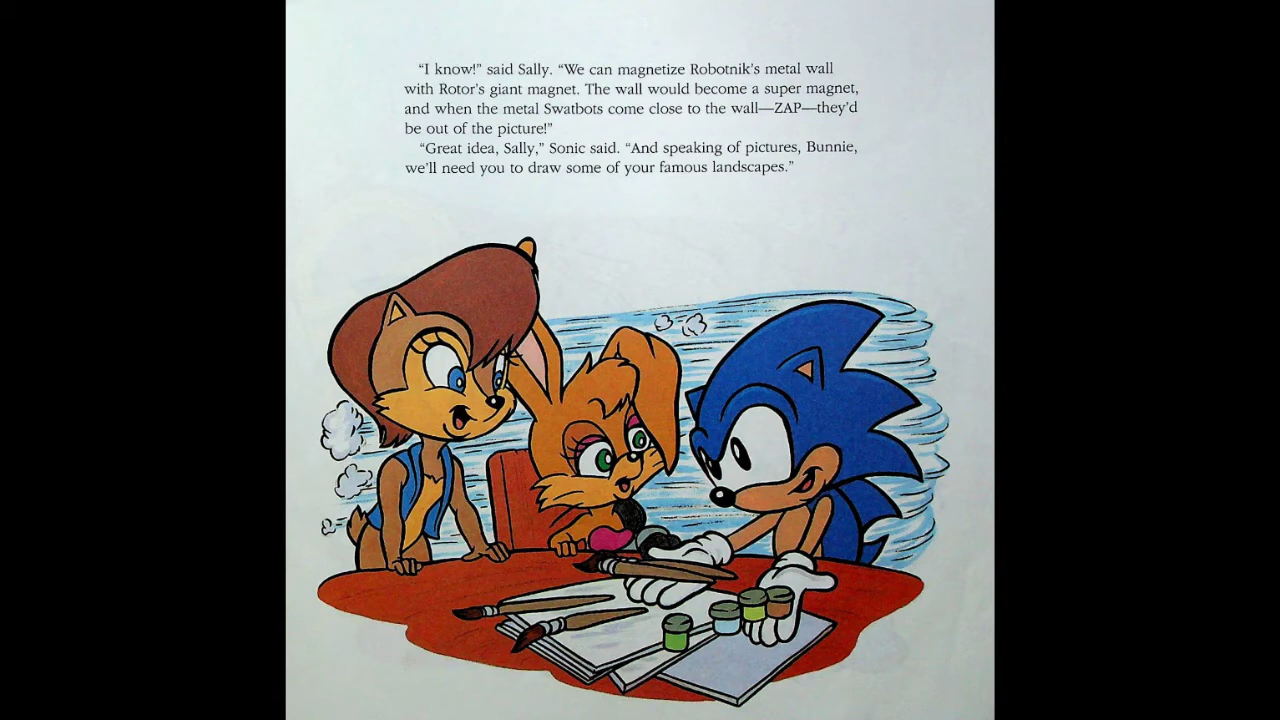 “I know!” said Sally. “We can magnetize Robotnik’s metal wall
with Rotor’s giant magnet. The wall would become a super magnet,
and when the metal Swatbots come close to the wall—ZAP—they’d
be out of the picture!”
“Great idea, Sally,” Sonic said. “And speaking of pictures, Bunnie,
we’ll need you to draw some of your famous landscapes.”